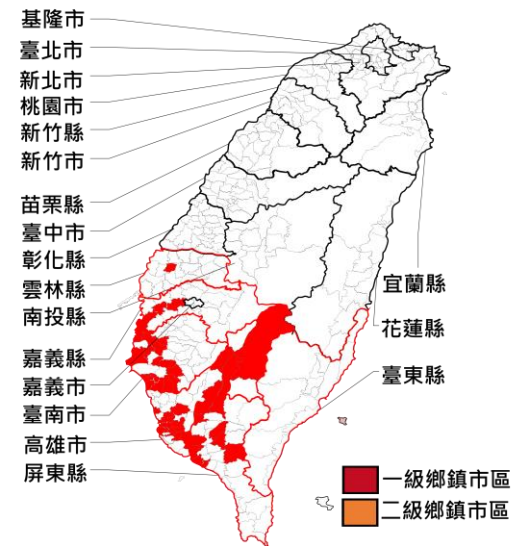 基隆市
臺北市
新北市
桃園市
新竹縣
新竹市
苗栗縣
臺中市
彰化縣
雲林縣
南投縣
嘉義縣
嘉義市
臺南市
高雄市
屏東縣
宜蘭縣
花蓮縣
臺東縣
一級鄉鎮市區
二級鄉鎮市區